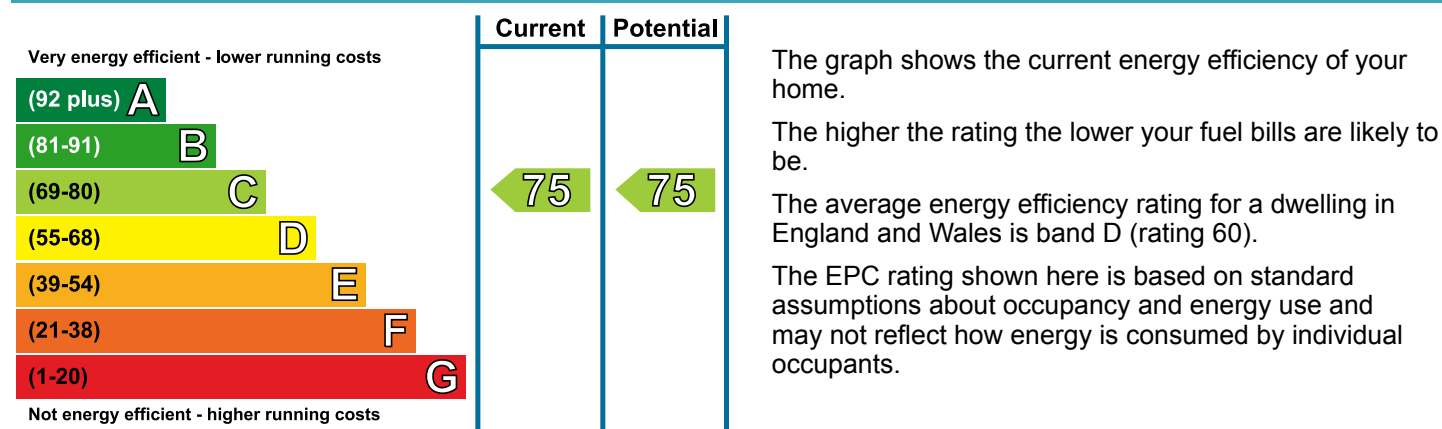 Current Potential
Very energy efficient - lower running costs
(92 plus) A
(81-91) B
(69-80) C 75 75
(55-68) D
(39-54) E
(21-38) F
(1-20) G
Not energy efficient - higher running costs
The graph shows the current energy efficiency of your
home.
The higher the rating the lower your fuel bills are likely to
be.
The average energy efficiency rating for a dwelling in
England and Wales is band D (rating 60).
The EPC rating shown here is based on standard
assumptions about occupancy and energy use and
may not reflect how energy is consumed by individual
occupants.